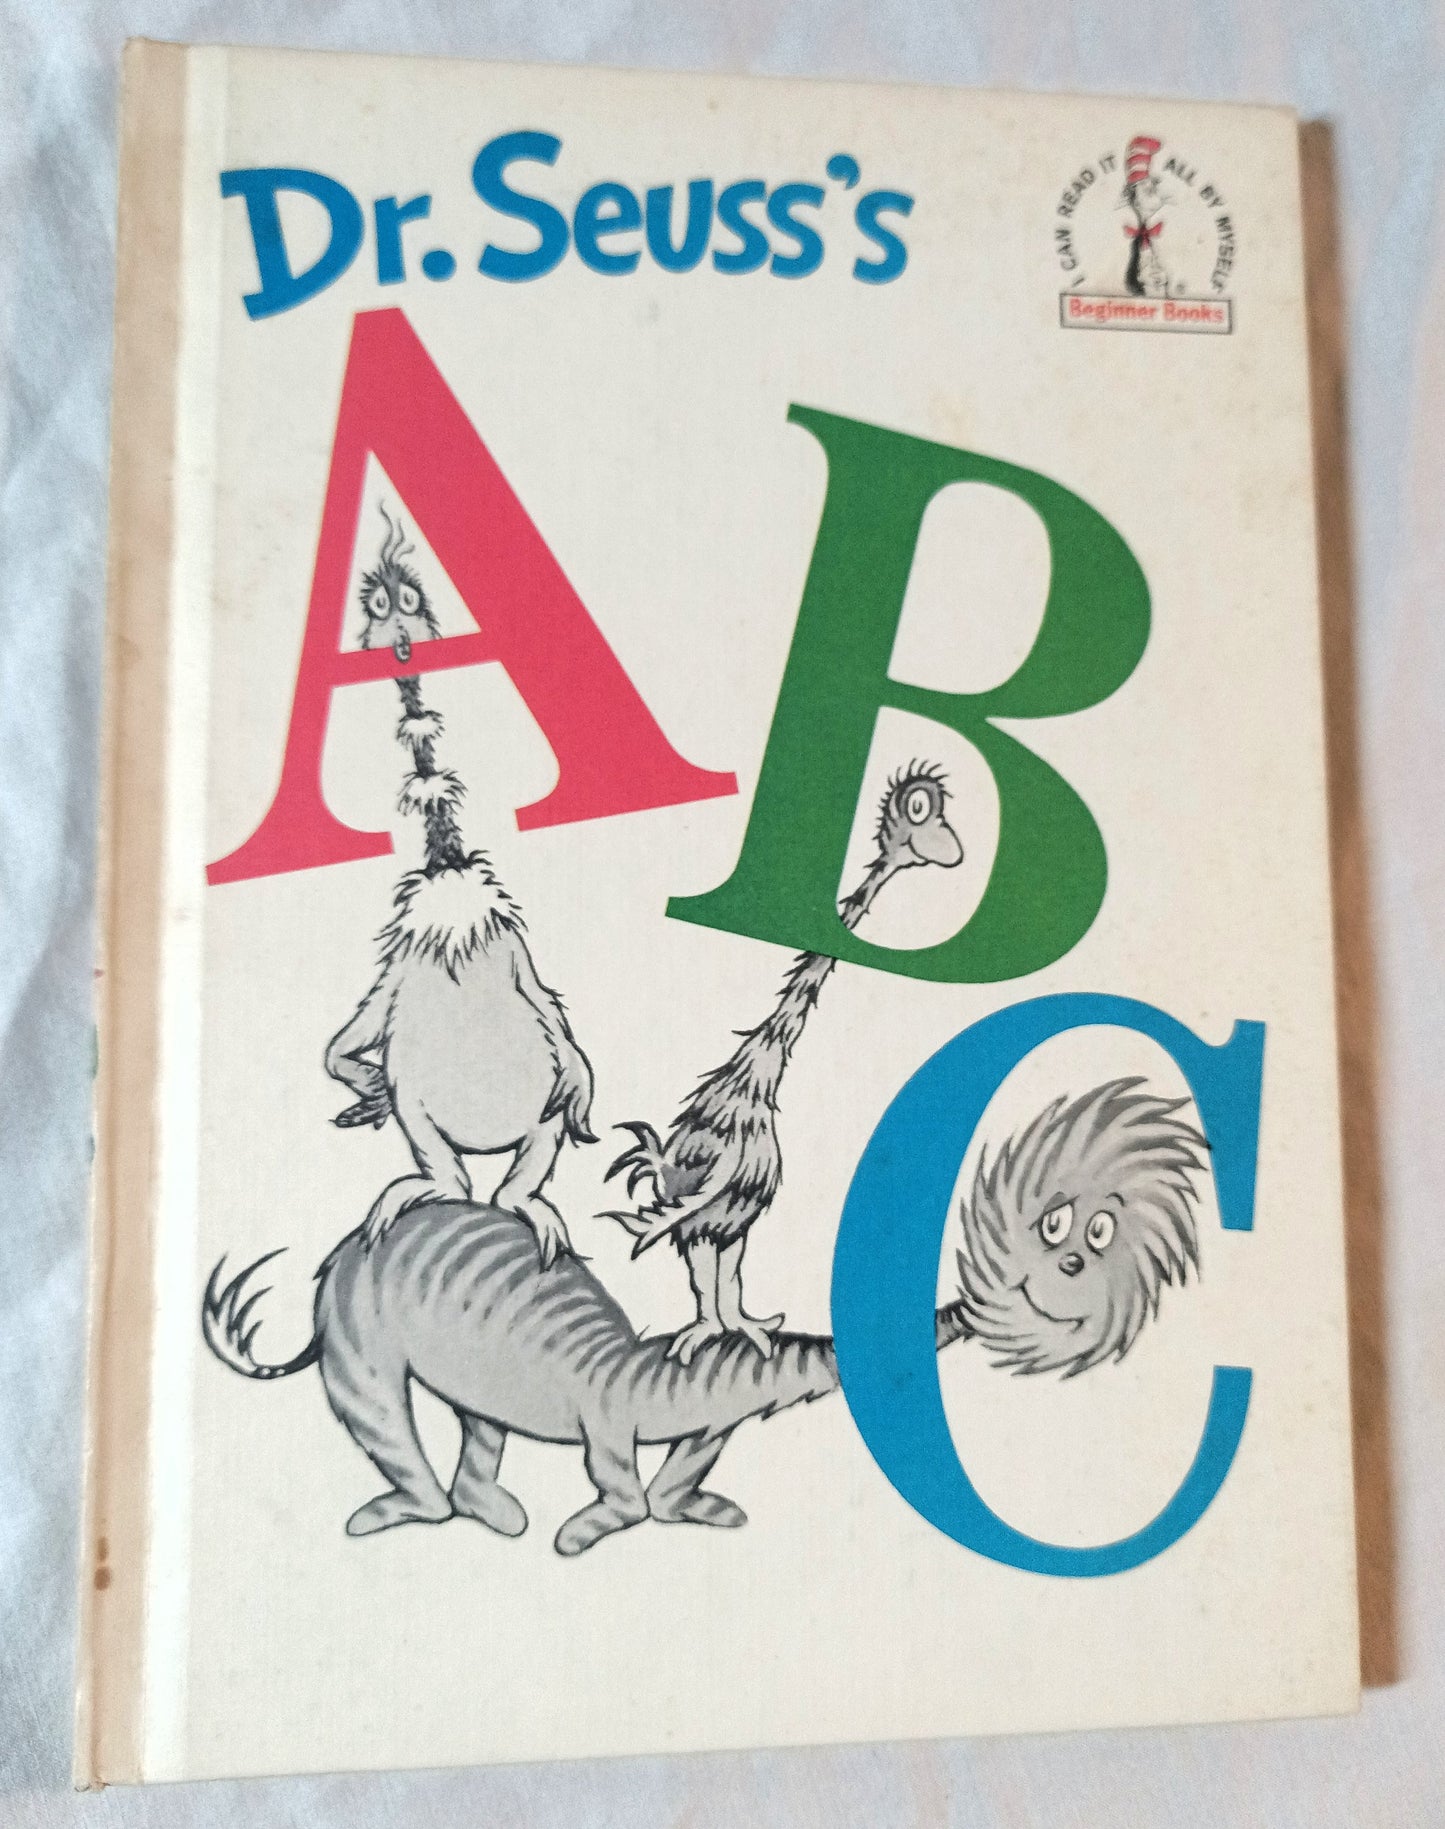 Dr. Seuss's
I CAN READ IT ALL BY MYSELF
Beginner Books
A
B
C